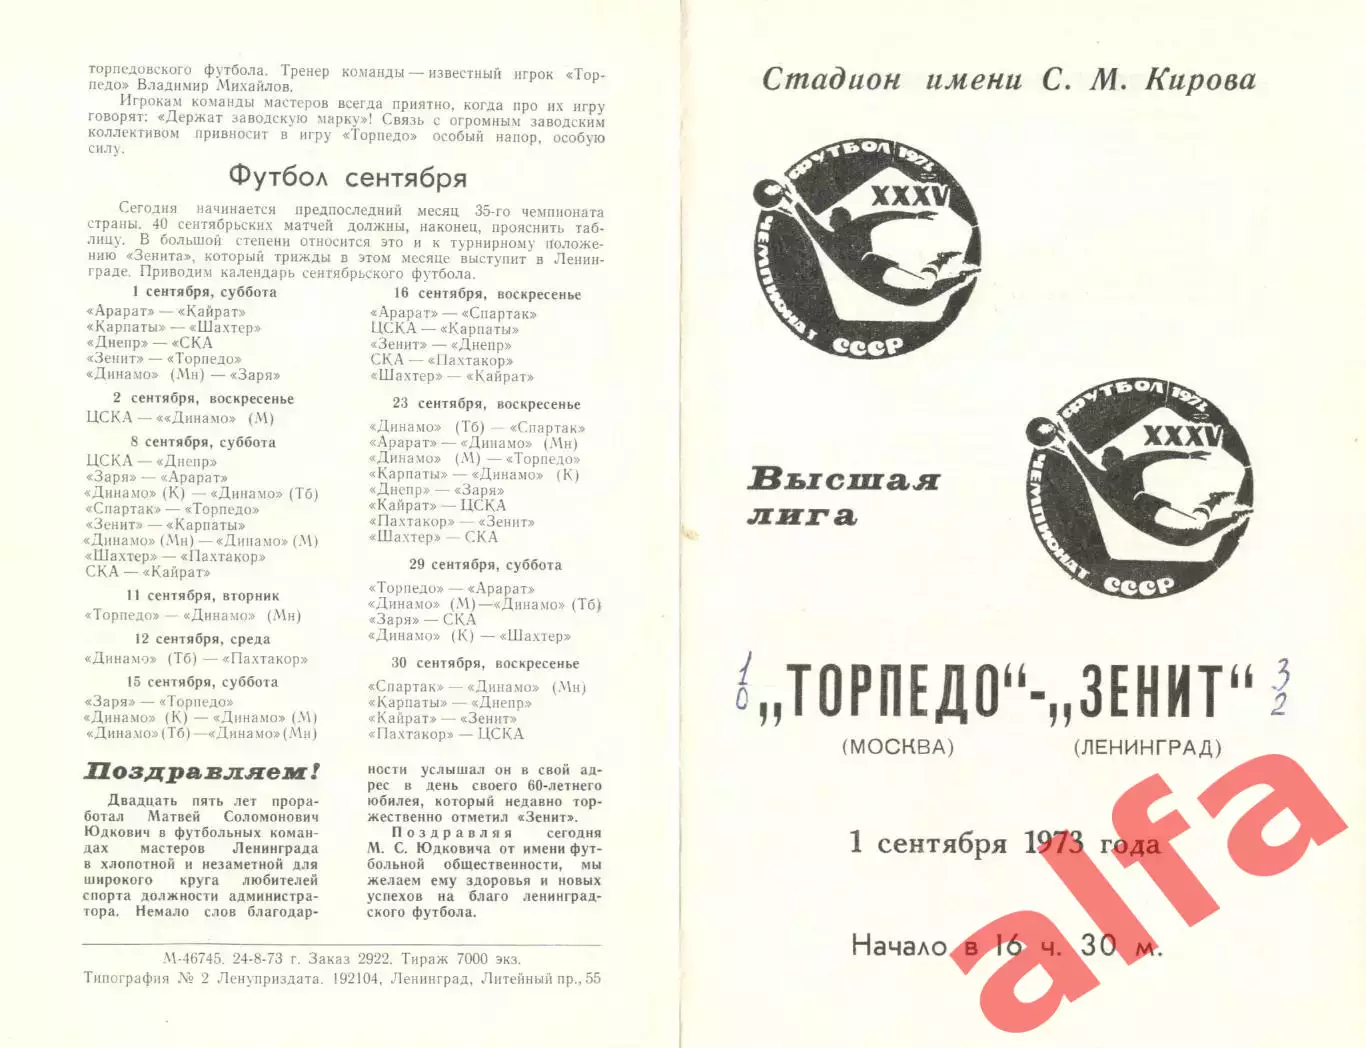 торпедовского футбола. Тренер команды — известный игрок «Тор-
педо» Владимир Михайлов.
Игрокам команды мастеров всегда приятно, когда про их игру
говорят: «Держат заводскую марку»! Связь с огромным заводским
коллективом привносит в игру «Торпедо» особый напор, особую
силу.
Футбол сентября
Сегодня начинается предпоследний месяц 35-го чемпионата
страны. 40 сентябрьских матчей должны, наконец, прояснить таб-
лицу. В большой степени относится это и к турнирному положе-
нию «Зенита», который трижды в этом месяце выступит в Ленин-
граде. Приводим календарь сентябрьского футбола.
1 сентября, суббота
«Арарат» — «Кайрат»
«Карпаты» — «Шахтер»
«Днепр» — «СКА
«Зенит» — «Торпедо»
«Динамо» (Мн) — «Заря»
2 сентября, воскресенье
ЦСКА — ««Динамо» (М)
8 сентября, суббота
ЦСКА — «Днепр»
«Заря» — «Арарат»
«Динамо» (К) — «Динамо» (Тб)
«Спартак» — «Торпедо»
«Зенит» — «Карпаты»
«Динамо» (Мн) — «Динамо» (М)
«Шахтер» — «Пахтакор»
СКА — «Кайрат»
11 сентября, вторник
«Торпедо» — «Динамо» (Мн)
12 сентября, среда
«Динамо» (Тб) — «Пахтакор»
15 сентября, суббота
«Заря» — «Торпедо»
«Динамо» (К) — «Динамо» (М)
«Динамо» (Тб) — «Динамо» (Мн)
16 сентября, воскресенье
«Арарат» — «Спартак»
ЦСКА — «Карпаты»
«Зенит» — «Днепр»
СКА — «Пахтакор»
«Шахтер» — «Кайрат»
23 сентября, воскресенье
«Динамо» (Тб) — «Спартак»
«Арарат» — «Динамо» (Мн)
«Динамо» (М) — «Торпедо»
«Карпаты» — «Динамо» (К)
«Днепр» — «Заря»
«Кайрат» — ЦСКА
«Пахтакор» — «Зенит»
«Шахтер» — СКА
29 сентября, суббота
«Торпедо» — «Арарат»
«Динамо» (М) — «Динамо» (Тб)
«Заря» — СКА
«Динамо» (К) — «Шахтер»
30 сентября, воскресенье
«Спартак» — «Динамо» (Мн)
«Карпаты» — «Днепр»
«Кайрат» — «Зенит»
«Пахтакор» — ЦСКА
Поздравляем!
Двадцать пять лет прора-
ботал Матвей Соломонович
Юдкович в футбольных коман-
дах мастеров Ленинграда
в хлопотной и незаметной для
широкого круга любителей
спорта должности администра-
тора. Немало слов благодар-
ности услышал он в свой ад-
рес в день своего 60-летнего
юбилея, который недавно тор-
жественно отметил «Зенит».
Поздравляя сегодня
М. С. Юдковича от имени фут-
больной общественности, мы
желаем ему здоровья и новых
успехов на благо ленинград-
ского футбола.
М-46745. 24-8-73 г. Заказ 2922. Тираж 7000 экз.
Типография № 2 Ленуприздата. 192104, Ленинград, Литейный пр., 55
Стадион имени С. М. Кирова
ФУТБОЛ 1973
XXXV
ЧЕМПИОНАТ
СССР
ФУТБОЛ 1973
XXXV
ЧЕМПИОНАТ
СССР
Высшая
лига
1 „ТОРПЕДО“-„ЗЕНИТ“ 3
0 2
(МОСКВА) (ЛЕНИНГРАД)
1 сентября 1973 года
Начало в 16 ч. 30 м.
alfa